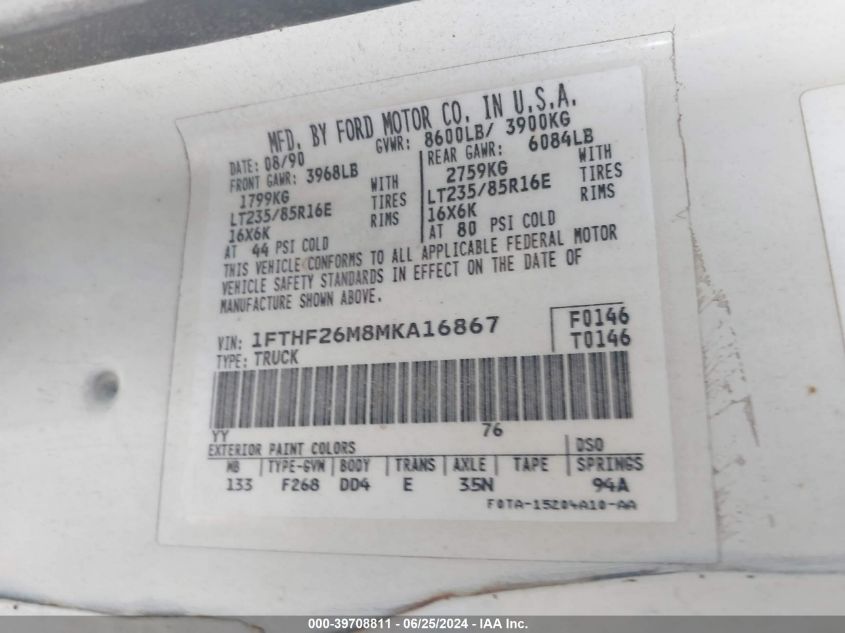 MFD. BY FORD MOTOR CO. IN U.S.A.
DATE: 08/90 GVWR: 8600LB/ 3900KG
FRONT GAWR: 3968LB REAR GAWR: 6084LB
1799KG WITH 2759KG WITH
LT235/85R16E TIRES LT235/85R16E TIRES
16X6K RIMS 16X6K RIMS
AT 44 PSI COLD AT 80 PSI COLD
THIS VEHICLE CONFORMS TO ALL APPLICABLE FEDERAL MOTOR
VEHICLE SAFETY STANDARDS IN EFFECT ON THE DATE OF
MANUFACTURE SHOWN ABOVE.
VIN: 1FTHF26M8MKA16867 F0146
TYPE: TRUCK T0146
YY 76
EXTERIOR PAINT COLORS DSO
WB TYPE-GVW BODY TRANS AXLE TAPE SPRINGS
133 F268 DD4 E 35N 94A
F0TA-15204A10-AA
000-39708811 - 06/25/2024 - IAA Inc.